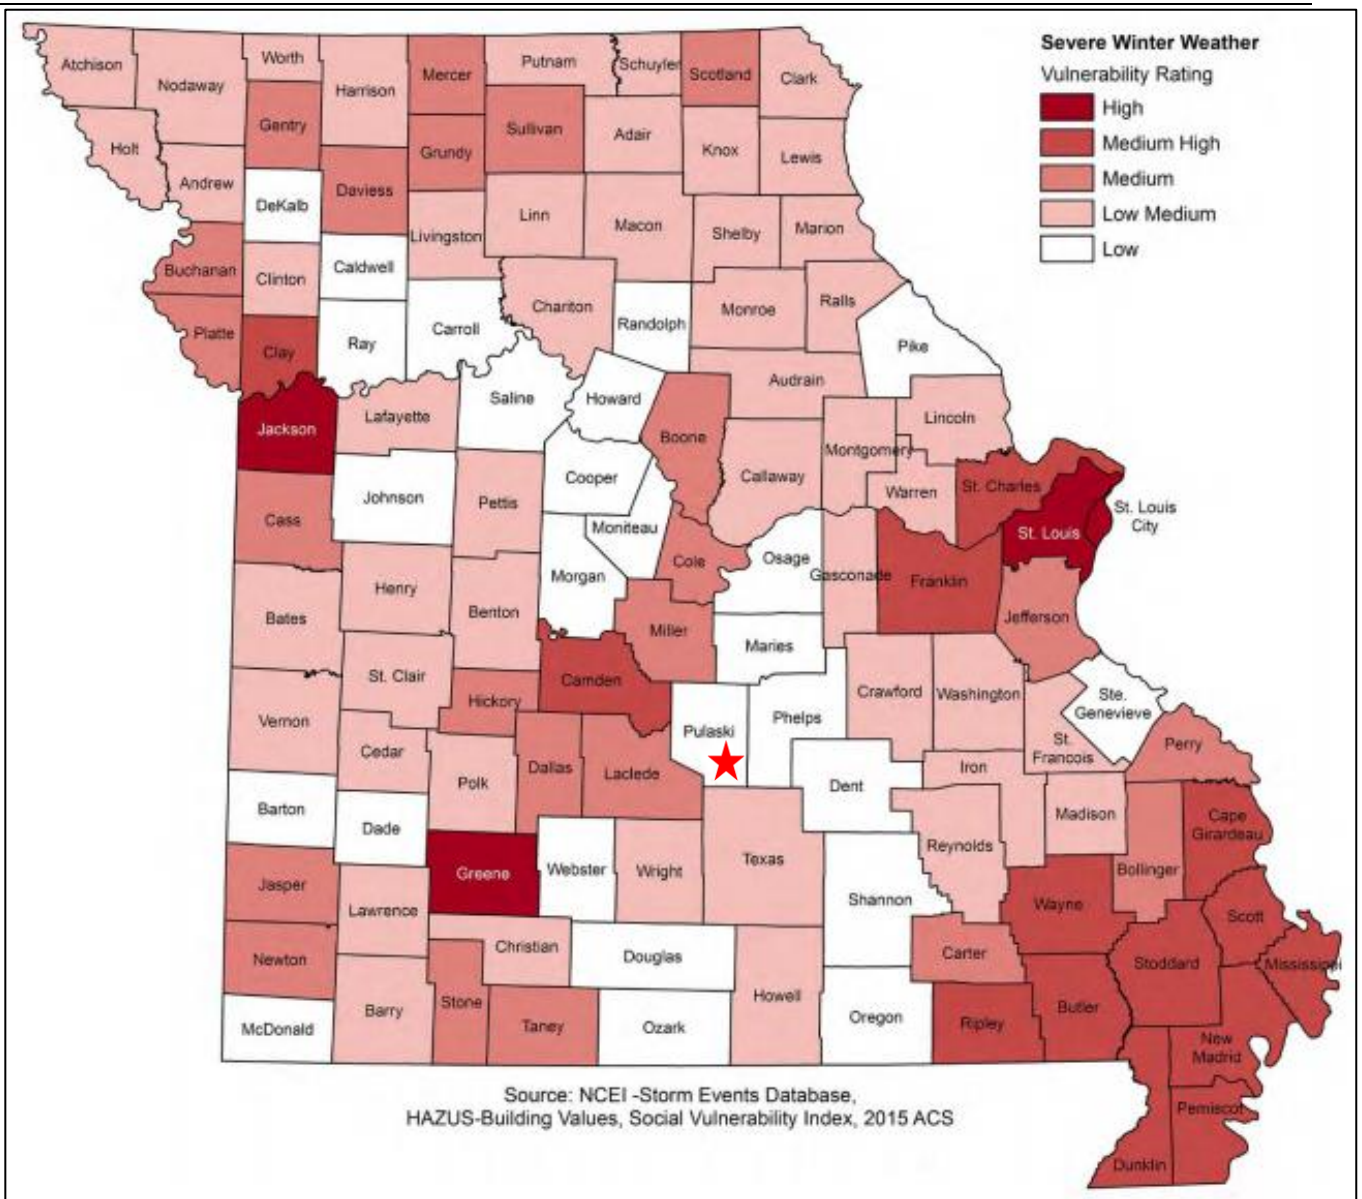 Severe Winter Weather
Vulnerability Rating
High
Medium High
Medium
Low Medium
Low
Atchison
Nodaway
Worth
Harrison
Mercer
Putnam
Schuyler
Scotland
Clark
Gentry
Sullivan
Adair
Knox
Lewis
Holt
Andrew
DeKalb
Daviess
Grundy
Livingston
Linn
Macon
Shelby
Marion
Buchanan
Clinton
Caldwell
Chariton
Randolph
Monroe
Ralls
Platte
Clay
Ray
Carroll
Pike
Audrain
Jackson
Lafayette
Saline
Howard
Boone
Lincoln
Montgomery
Callaway
Warren
St. Charles
St. Louis
City
St. Louis
Johnson
Pettis
Cooper
Moniteau
Cass
Cole
Osage
Gasconade
Franklin
Henry
Morgan
Benton
Bates
Miller
Jefferson
Maries
St. Clair
Camden
Hickory
Crawford
Washington
Ste.
Genevieve
Vernon
Pulaski
Phelps
St.
Francois
Perry
Cedar
Polk
Dallas
Laclede
Dent
Iron
Barton
Dade
Madison
Cape
Girardeau
Reynolds
Bollinger
Greene
Webster
Wright
Texas
Jasper
Lawrence
Shannon
Wayne
Scott
Newton
Christian
Douglas
Carter
Stoddard
Mississippi
Stone
Barry
Howell
Butler
McDonald
Taney
Ozark
Oregon
Ripley
New
Madrid
Pemiscot
Dunklin
Source: NCEI -Storm Events Database,
HAZUS-Building Values, Social Vulnerability Index, 2015 ACS